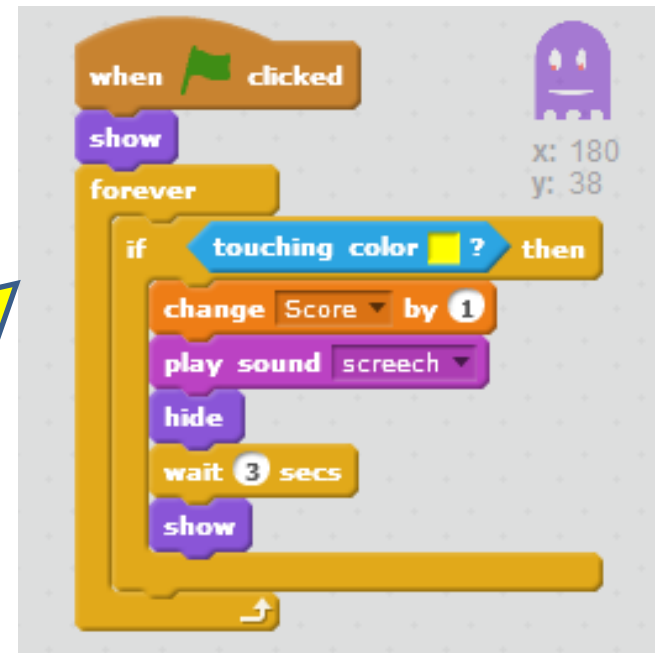 when clicked
show
x: 180
forever
y: 38
if touching color ? then
change Score by 1
play sound screech
hide
wait 3 secs
show